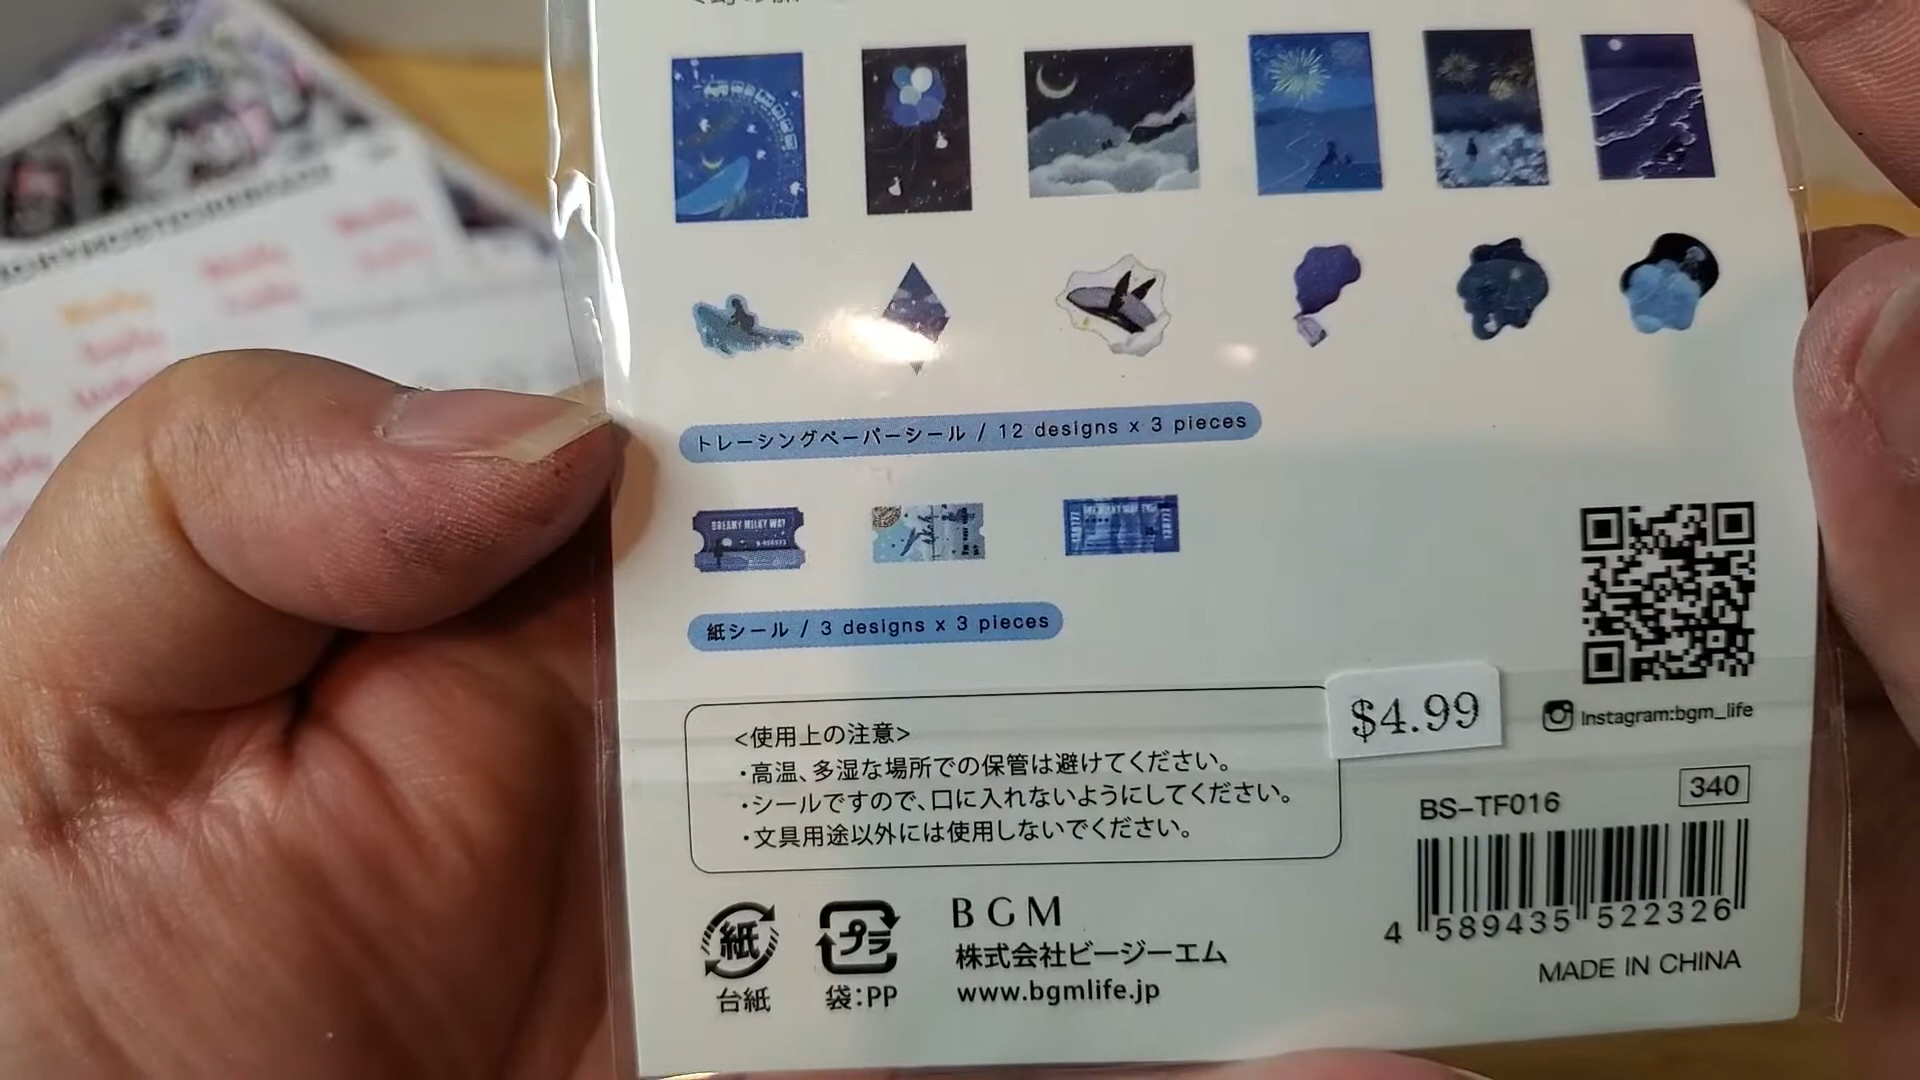 トレーシングペーパーシール / 12 designs x 3 pieces
DREAMY MILKY WAY
紙シール / 3 designs x 3 pieces
$4.99
Instagram:bgm_life
<使用上の注意>
・高温、多湿な場所での保管は避けてください。
・シールですので、口に入れないようにしてください。
・文具用途以外には使用しないでください。
BS-TF016
340
4 589435 522326
MADE IN CHINA
紙
台紙
プラ
袋:PP
BGM
株式会社ビージーエム
www.bgmlife.jp